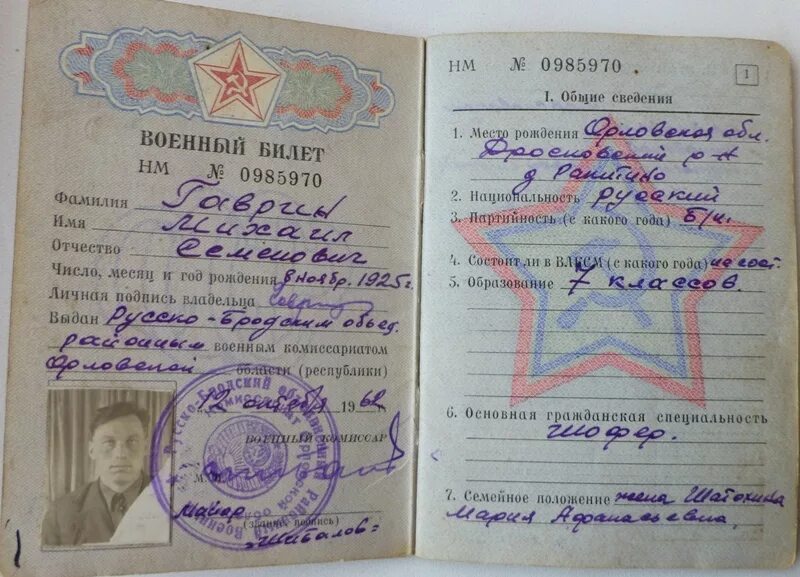 ВОЕННЫЙ БИЛЕТ
НМ № 0985970
Фамилия Гаврин
Имя Михаил
Отчество Семенович
Число, месяц и год рождения 8 ноябр. 1925 г.
Личная подпись владельца
Выдан Русско-Бродским объед.
районным военным комиссариатом
Орловской области (республики)
1962
ВОЕННЫЙ КОМИССАР
М.П.
майор
(звание, подпись)
Шибалов
НМ № 0985970
1
I. Общие сведения
1. Место рождения Орловская обл.
Дросковский р-н
д Ракитино
2. Национальность русский
3. Партийность (с какого года) б/п.
4. Состоит ли в ВЛКСМ (с какого года) не сост.
5. Образование 7 классов.
6. Основная гражданская специальность
шофер.
7. Семейное положение жена Шатохина
Мария Афанасьевна,